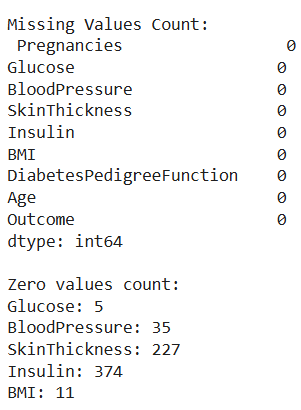 Missing Values Count:
Pregnancies 0
Glucose 0
BloodPressure 0
SkinThickness 0
Insulin 0
BMI 0
DiabetesPedigreeFunction 0
Age 0
Outcome 0
dtype: int64
Zero values count:
Glucose: 5
BloodPressure: 35
SkinThickness: 227
Insulin: 374
BMI: 11